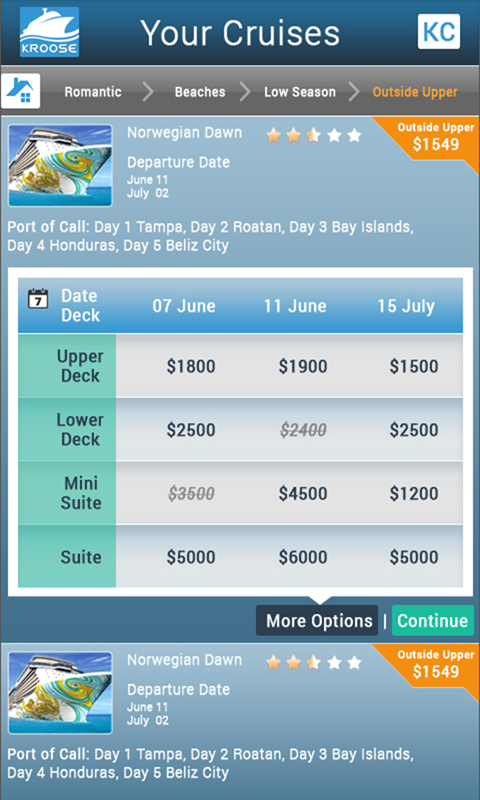 KROOSE
Your Cruises
KC
Romantic
Beaches
Low Season
Outside Upper
Norwegian Dawn
Outside Upper
$1549
Departure Date
June 11
July 02
Port of Call: Day 1 Tampa, Day 2 Roatan, Day 3 Bay Islands,
Day 4 Honduras, Day 5 Beliz City
7
Date
Deck
07 June
11 June
15 July
Upper
Deck
$1800
$1900
$1500
Lower
Deck
$2500
$2400
$2500
Mini
Suite
$3500
$4500
$1200
Suite
$5000
$6000
$5000
More Options | Continue
Norwegian Dawn
Outside Upper
$1549
Departure Date
June 11
July 02
Port of Call: Day 1 Tampa, Day 2 Roatan, Day 3 Bay Islands,
Day 4 Honduras, Day 5 Beliz City